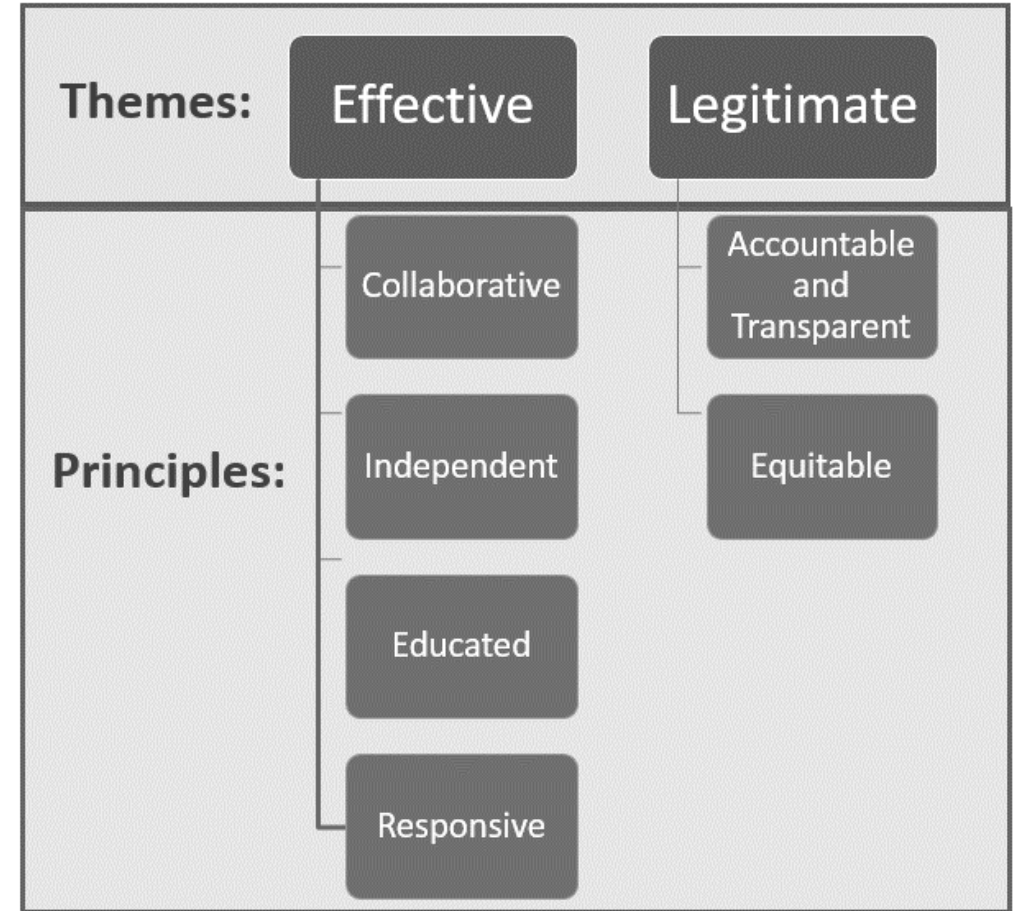 Themes:
Effective
Legitimate
Principles:
Collaborative
Independent
Educated
Responsive
Accountable
and
Transparent
Equitable